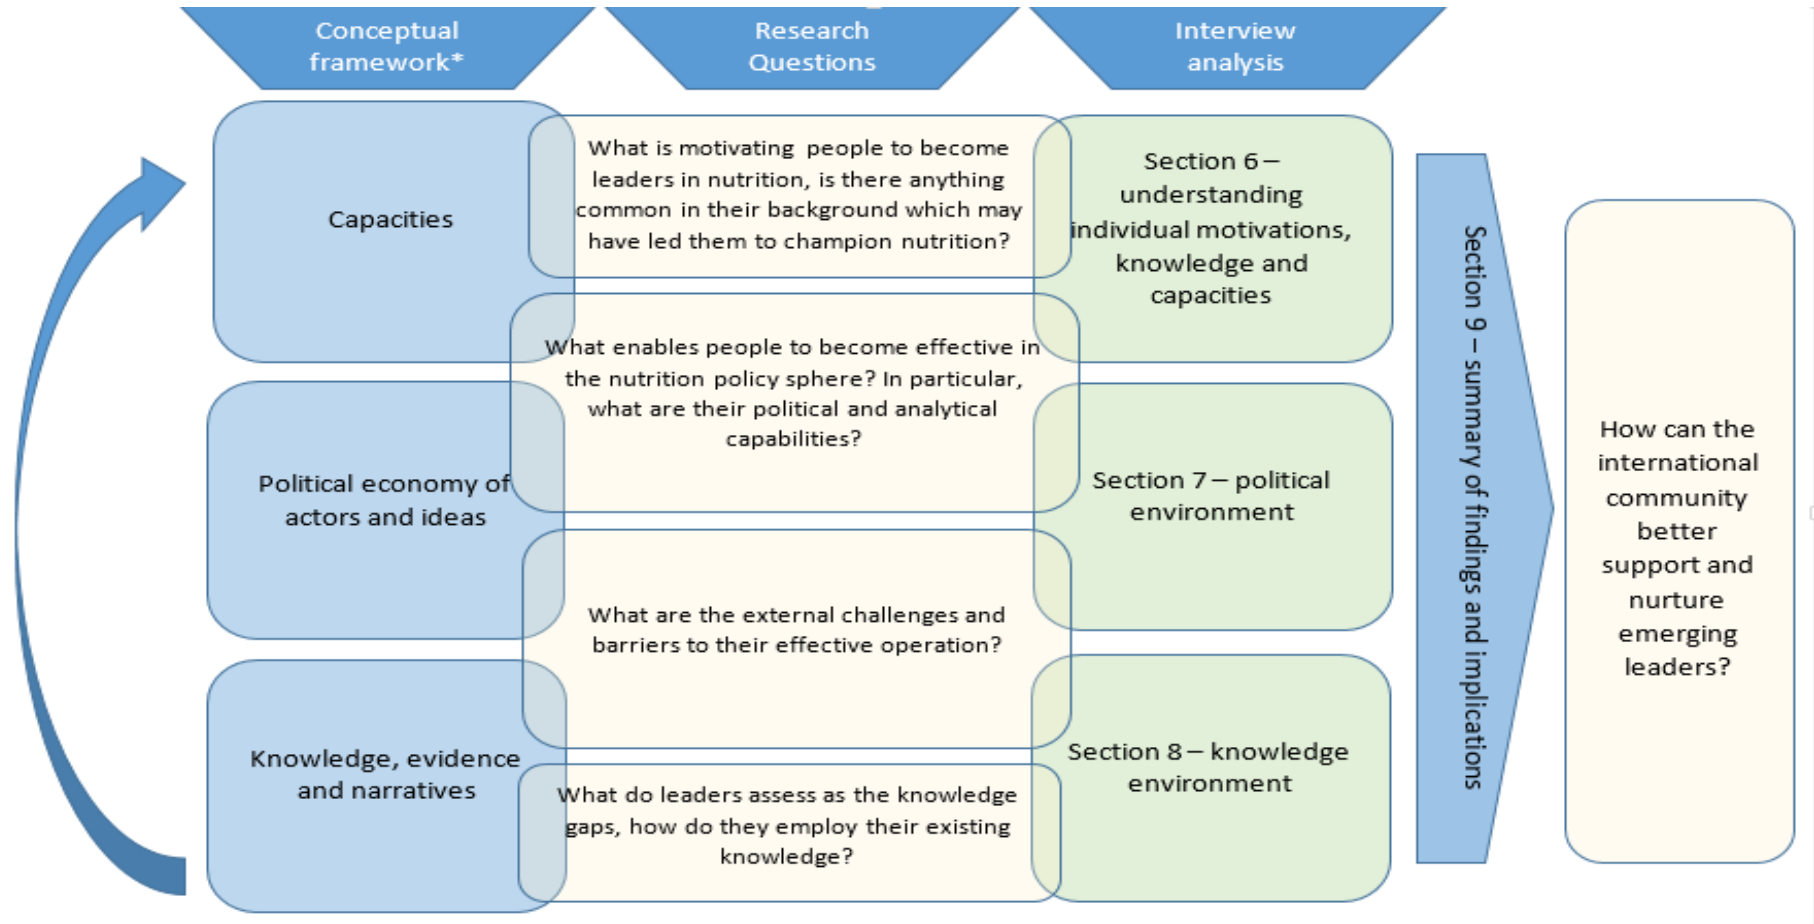 Conceptual
framework*
Research
Questions
Interview
analysis
Capacities
What is motivating people to become
leaders in nutrition, is there anything
common in their background which may
have led them to champion nutrition?
Section 6 –
understanding
individual motivations,
knowledge and
capacities
What enables people to become effective in
the nutrition policy sphere? In particular,
what are their political and analytical
capabilities?
Political economy of
actors and ideas
Section 7 – political
environment
What are the external challenges and
barriers to their effective operation?
Knowledge, evidence
and narratives
Section 8 – knowledge
environment
What do leaders assess as the knowledge
gaps, how do they employ their existing
knowledge?
Section 9 – summary of findings and implications
How can the
international
community
better
support and
nurture
emerging
leaders?